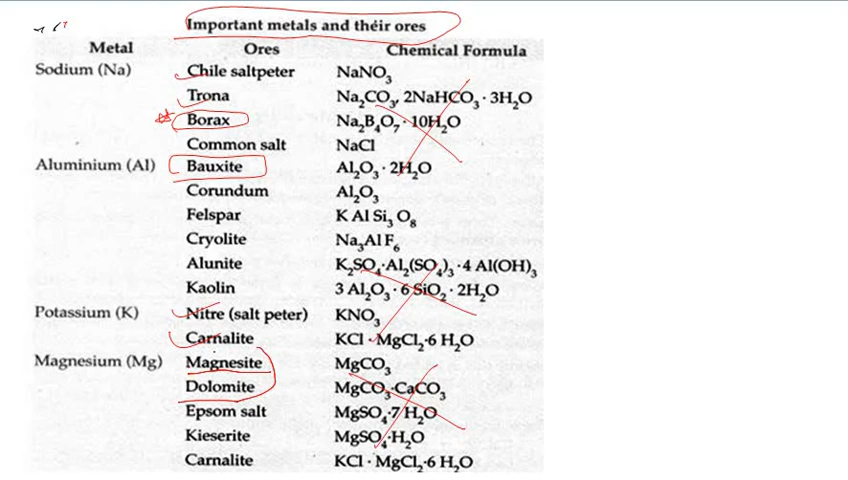 Important metals and their ores
Metal Ores Chemical Formula
Sodium (Na) Chile saltpeter NaNO₃
Trona Na₂CO₃, 2NaHCO₃ · 3H₂O
Borax Na₂B₄O₇ · 10H₂O
Common salt NaCl
Aluminium (Al) Bauxite Al₂O₃ · 2H₂O
Corundum Al₂O₃
Felspar K Al Si₃ O₈
Cryolite Na₃Al F₆
Alunite K₂SO₄·Al₂(SO₄)₃ ·4 Al(OH)₃
Kaolin 3 Al₂O₃ · 6 SiO₂ · 2H₂O
Potassium (K) Nitre (salt peter) KNO₃
Carnalite KCl · MgCl₂·6 H₂O
Magnesium (Mg) Magnesite MgCO₃
Dolomite MgCO₃·CaCO₃
Epsom salt MgSO₄·7 H₂O
Kieserite MgSO₄·H₂O
Carnalite KCl · MgCl₂·6 H₂O